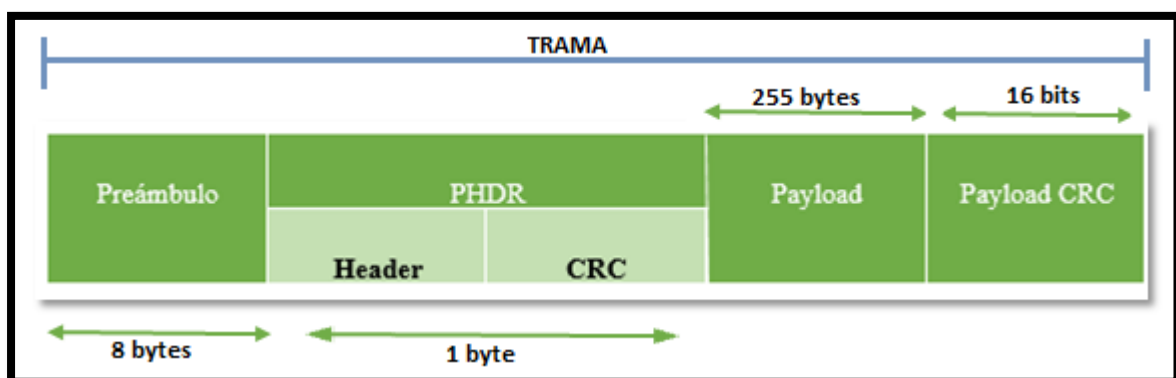 TRAMA
255 bytes
16 bits
Preámbulo
PHDR
Payload
Payload CRC
Header
CRC
8 bytes
1 byte